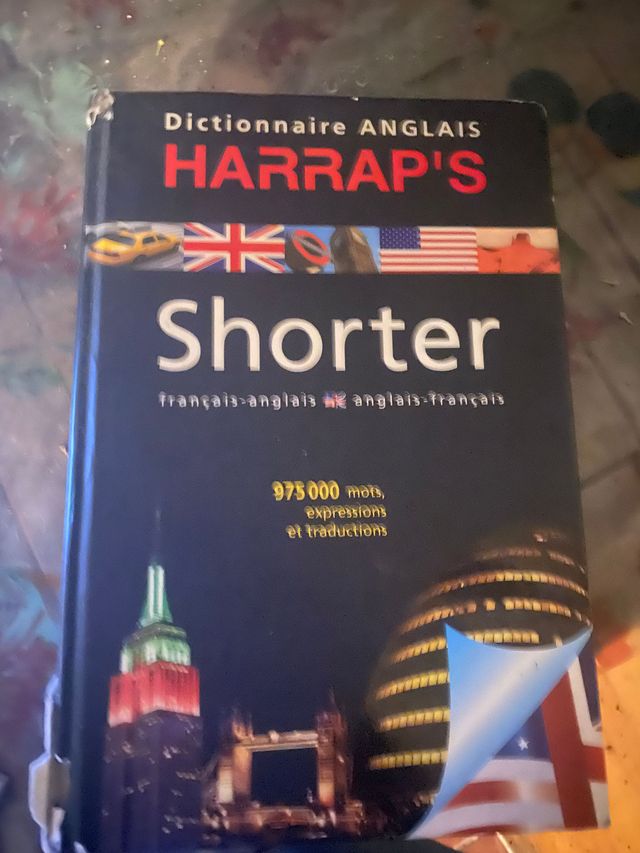 Dictionnaire ANGLAIS
HARRAP'S
Shorter
français-anglais anglais-français
975 000 mots,
expressions
et traductions